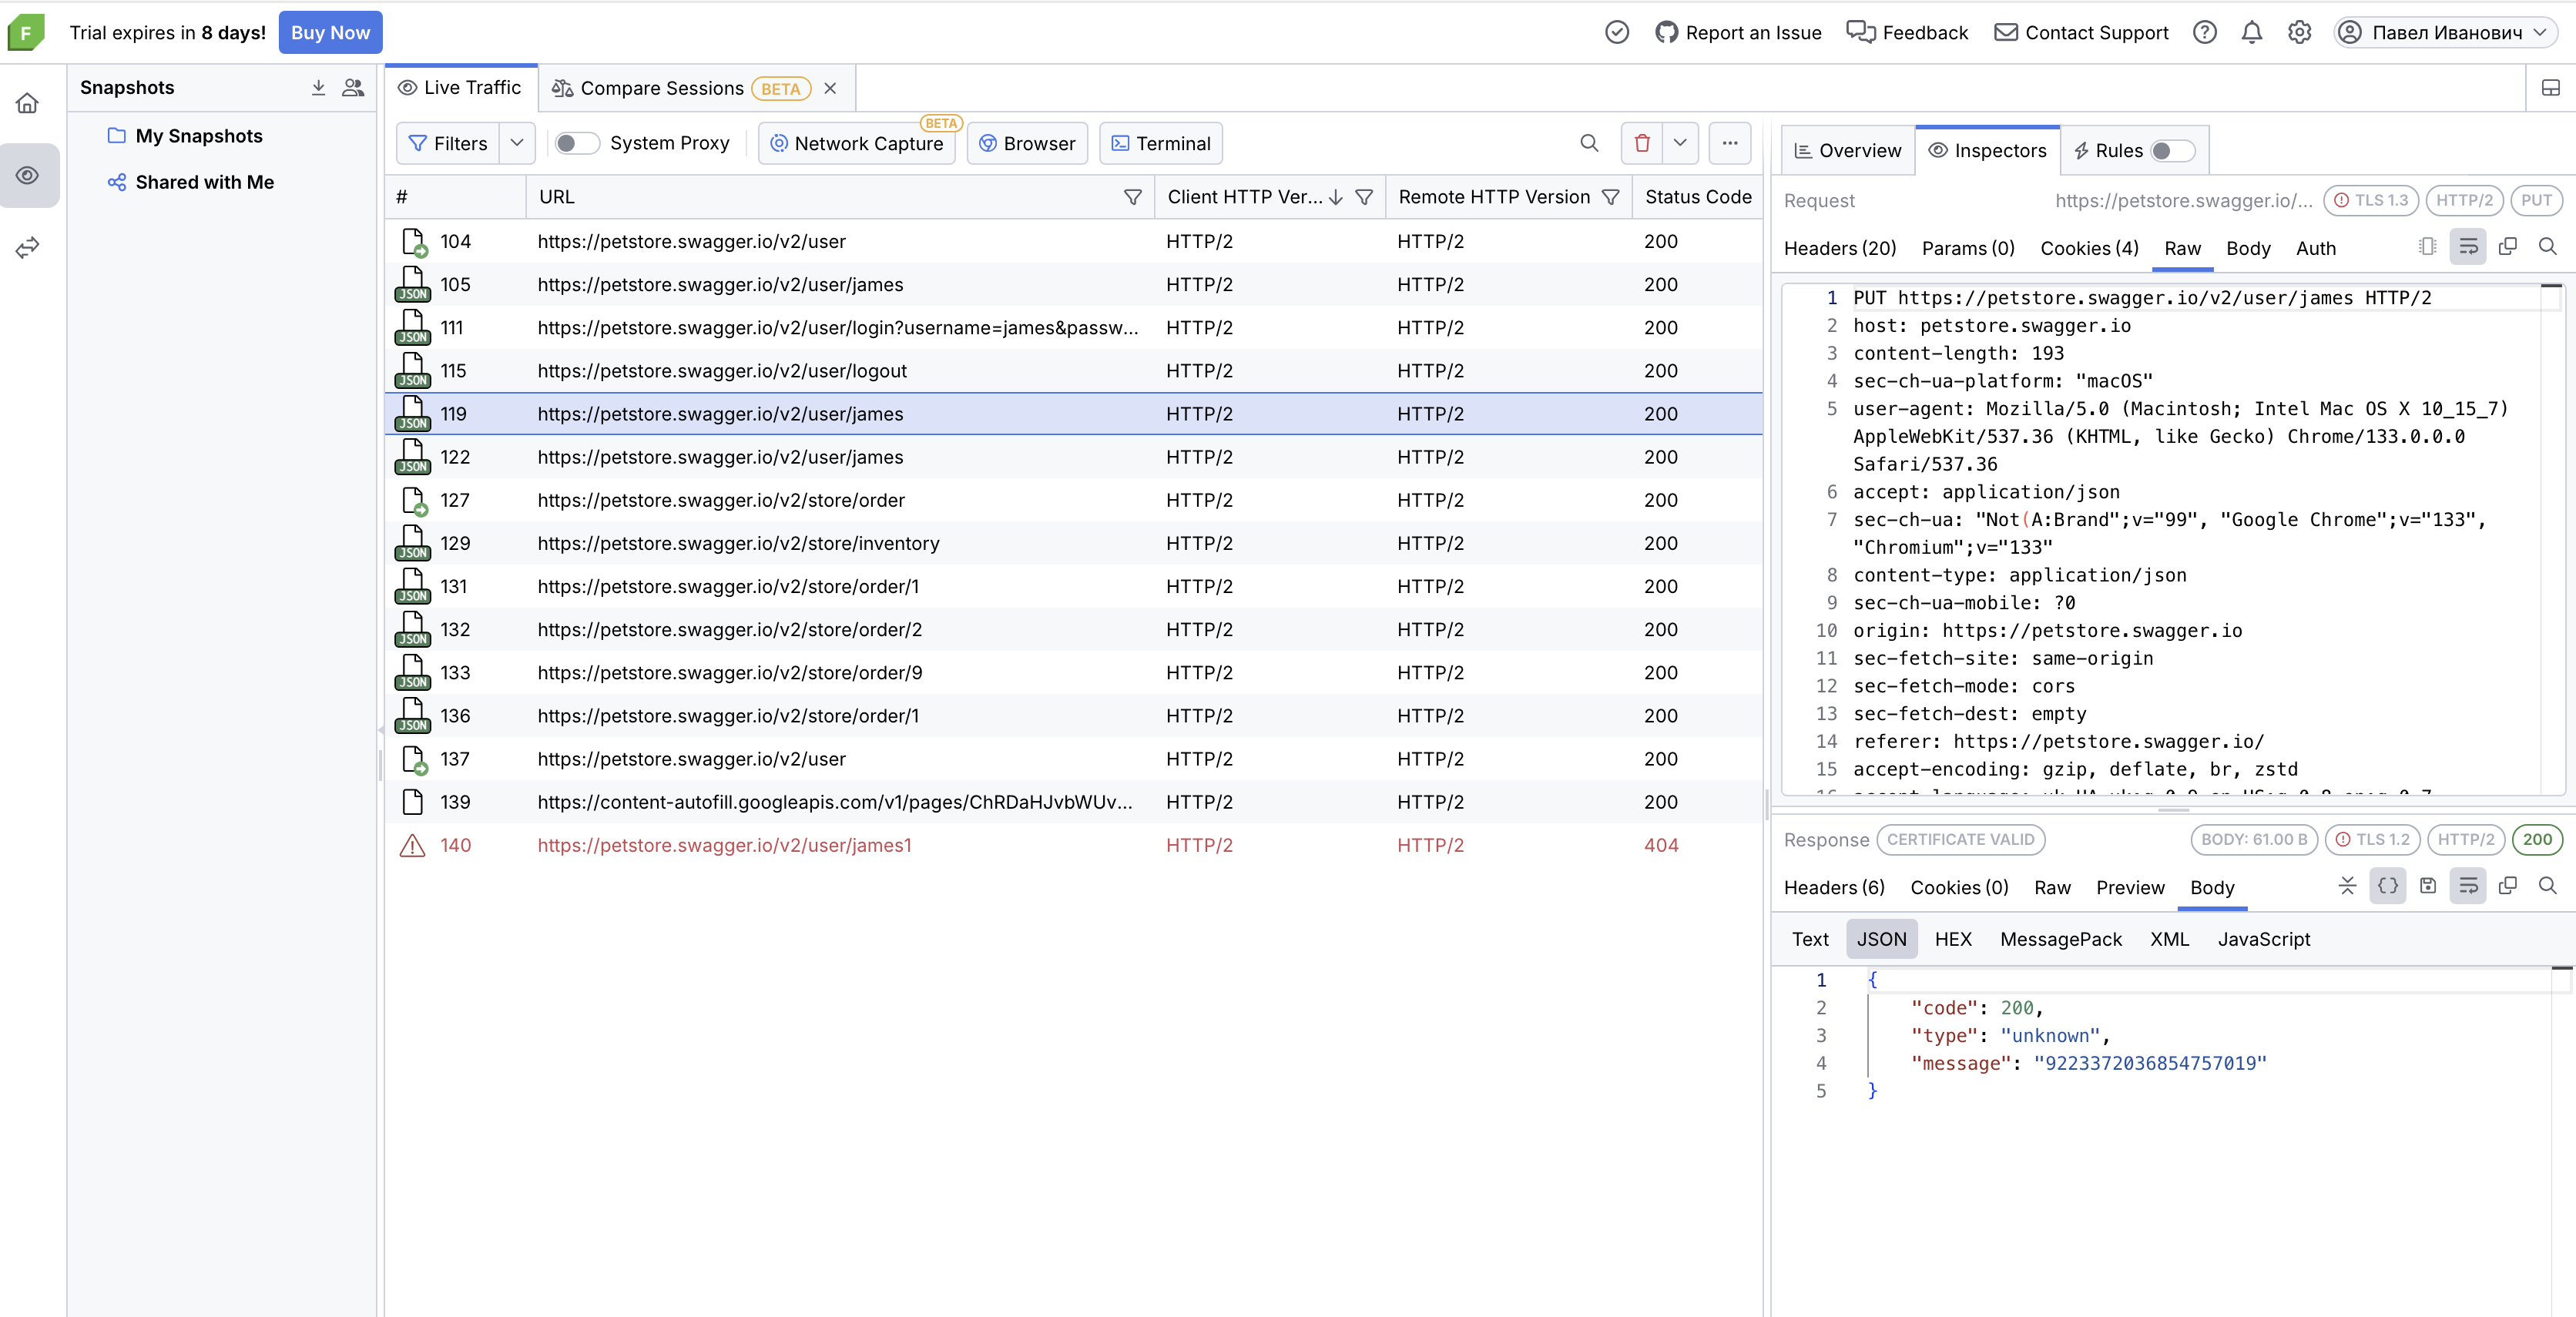 F Trial expires in 8 days! Buy Now Report an Issue Feedback Contact Support Павел Иванович
Snapshots
My Snapshots
Shared with Me
Live Traffic Compare Sessions BETA
Filters System Proxy Network Capture BETA Browser Terminal
# URL Client HTTP Ver... Remote HTTP Version Status Code
104 https://petstore.swagger.io/v2/user HTTP/2 HTTP/2 200
JSON 105 https://petstore.swagger.io/v2/user/james HTTP/2 HTTP/2 200
JSON 111 https://petstore.swagger.io/v2/user/login?username=james&passw... HTTP/2 HTTP/2 200
JSON 115 https://petstore.swagger.io/v2/user/logout HTTP/2 HTTP/2 200
JSON 119 https://petstore.swagger.io/v2/user/james HTTP/2 HTTP/2 200
JSON 122 https://petstore.swagger.io/v2/user/james HTTP/2 HTTP/2 200
127 https://petstore.swagger.io/v2/store/order HTTP/2 HTTP/2 200
JSON 129 https://petstore.swagger.io/v2/store/inventory HTTP/2 HTTP/2 200
JSON 131 https://petstore.swagger.io/v2/store/order/1 HTTP/2 HTTP/2 200
JSON 132 https://petstore.swagger.io/v2/store/order/2 HTTP/2 HTTP/2 200
JSON 133 https://petstore.swagger.io/v2/store/order/9 HTTP/2 HTTP/2 200
JSON 136 https://petstore.swagger.io/v2/store/order/1 HTTP/2 HTTP/2 200
137 https://petstore.swagger.io/v2/user HTTP/2 HTTP/2 200
139 https://content-autofill.googleapis.com/v1/pages/ChRDaHJvbWUv... HTTP/2 HTTP/2 200
140 https://petstore.swagger.io/v2/user/james1 HTTP/2 HTTP/2 404
Overview Inspectors Rules
Request https://petstore.swagger.io/... TLS 1.3 HTTP/2 PUT
Headers (20) Params (0) Cookies (4) Raw Body Auth
1 PUT https://petstore.swagger.io/v2/user/james HTTP/2
2 host: petstore.swagger.io
3 content-length: 193
4 sec-ch-ua-platform: "macOS"
5 user-agent: Mozilla/5.0 (Macintosh; Intel Mac OS X 10_15_7)
AppleWebKit/537.36 (KHTML, like Gecko) Chrome/133.0.0.0
Safari/537.36
6 accept: application/json
7 sec-ch-ua: "Not(A:Brand";v="99", "Google Chrome";v="133",
"Chromium";v="133"
8 content-type: application/json
9 sec-ch-ua-mobile: ?0
10 origin: https://petstore.swagger.io
11 sec-fetch-site: same-origin
12 sec-fetch-mode: cors
13 sec-fetch-dest: empty
14 referer: https://petstore.swagger.io/
15 accept-encoding: gzip, deflate, br, zstd
Response CERTIFICATE VALID BODY: 61.00 B TLS 1.2 HTTP/2 200
Headers (6) Cookies (0) Raw Preview Body
Text JSON HEX MessagePack XML JavaScript
1 {
2 "code": 200,
3 "type": "unknown",
4 "message": "9223372036854757019"
5 }